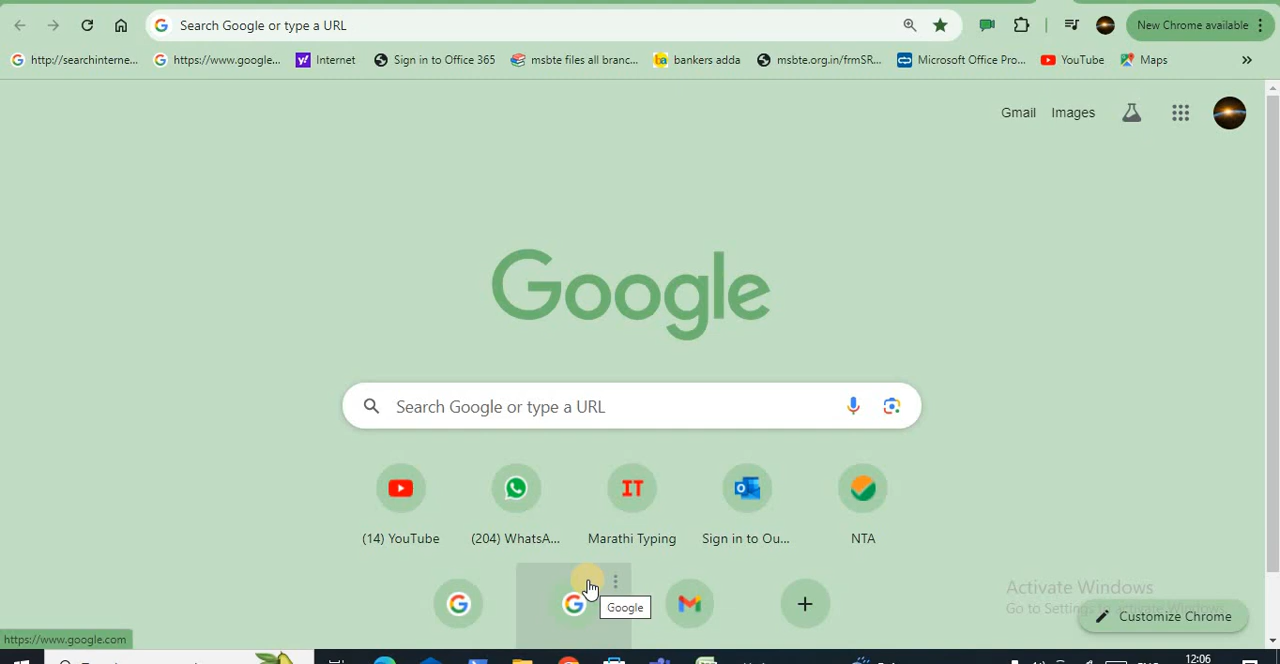 Search Google or type a URL
New Chrome available
http://searchinterne...
https://www.google...
Internet
Sign in to Office 365
msbte files all branc...
bankers adda
msbte.org.in/frmSR...
Microsoft Office Pro...
YouTube
Maps
Gmail
Images
Google
Search Google or type a URL
IT
(14) YouTube
(204) WhatsA...
Marathi Typing
Sign in to Ou...
NTA
Google
Activate Windows
Customize Chrome
https://www.google.com
12:06